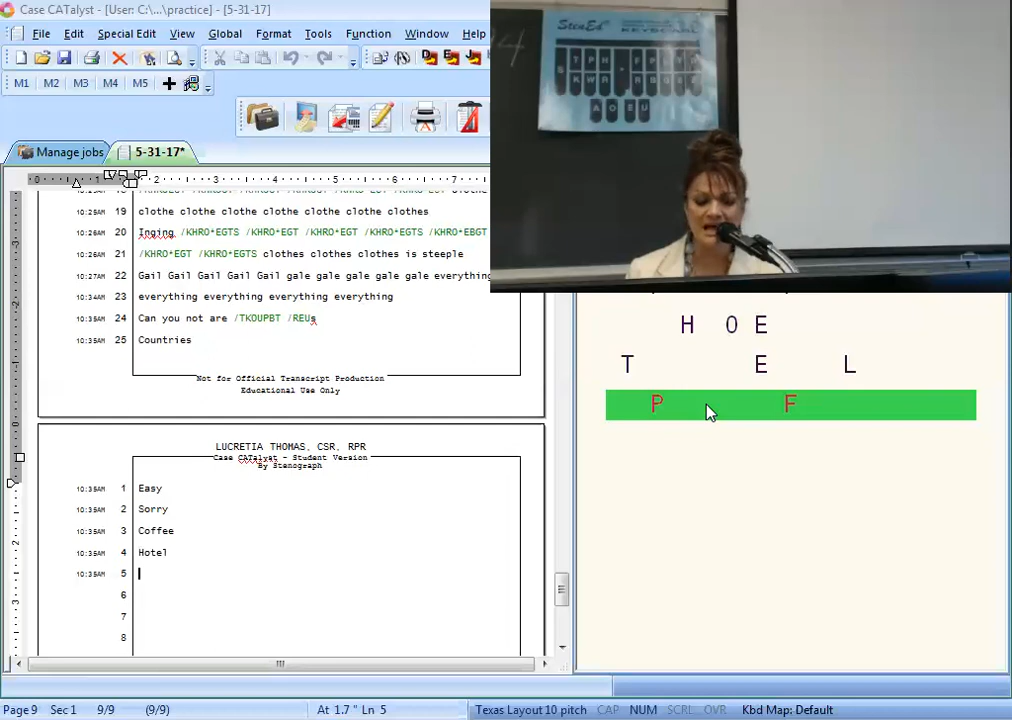 Case CATalyst - [User: C:\...\practice] - [5-31-17]
File Edit Special Edit View Global Format Tools Function Window Help
M1 M2 M3 M4 M5
Manage jobs 5-31-17*
19 clothe clothe clothe clothe clothe clothe clothes
10:25AM
10:26AM 20 Inging /KHRO*EGTS /KHRO*EGT /KHRO*EGT /KHRO*EGTS /KHRO*EBGT
10:26AM 21 /KHRO*EGT /KHRO*EGTS clothes clothes clothes is steeple
10:27AM 22 Gail Gail Gail Gail Gail gale gale gale gale gale everything
10:34AM 23 everything everything everything everything
10:35AM 24 Can you not are /TKOUPBT /REUs
10:35AM 25 Countries
Not for Official Transcript Production
Educational Use Only
LUCRETIA THOMAS, CSR, RPR
Case CATalyst - Student Version
By Stenograph
10:35AM 1 Easy
10:35AM 2 Sorry
10:35AM 3 Coffee
10:35AM 4 Hotel
10:35AM 5
6
7
8
H O E
T E L
P F
StenEd
KEYBOARD
T P H F P L T
S K W R R B G S
A O E U
Page 9 Sec 1 9/9 (9/9) At 1.7" Ln 5 Texas Layout 10 pitch CAP NUM SCRL OVR Kbd Map: Default